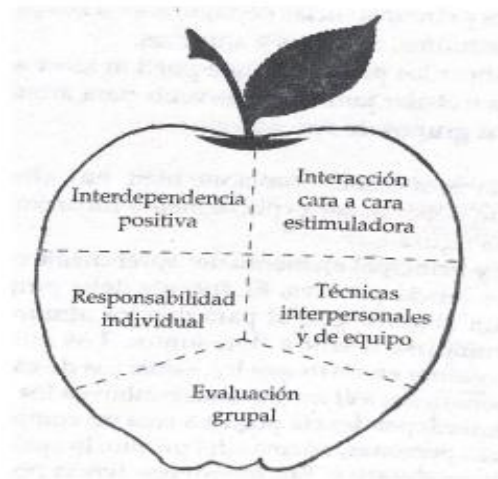 Interdependencia
positiva
Interacción
cara a cara
estimuladora
Responsabilidad
individual
Técnicas
interpersonales
y de equipo
Evaluación
grupal